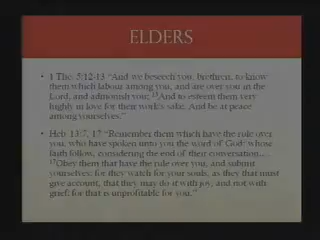 ELDERS
• 1 Ths. 5:12-13 "And we beseech you, brethren, to know
them which labour among you, and are over you in the
Lord, and admonish you; 13And to esteem them very
highly in love for their work's sake. And be at peace
among yourselves."
• Heb. 13:7, 17 "Remember them which have the rule over
you, who have spoken unto you the word of God: whose
faith follow, considering the end of their conversation....
17Obey them that have the rule over you, and submit
yourselves: for they watch for your souls, as they that must
give account, that they may do it with joy, and not with
grief: for that is unprofitable for you."